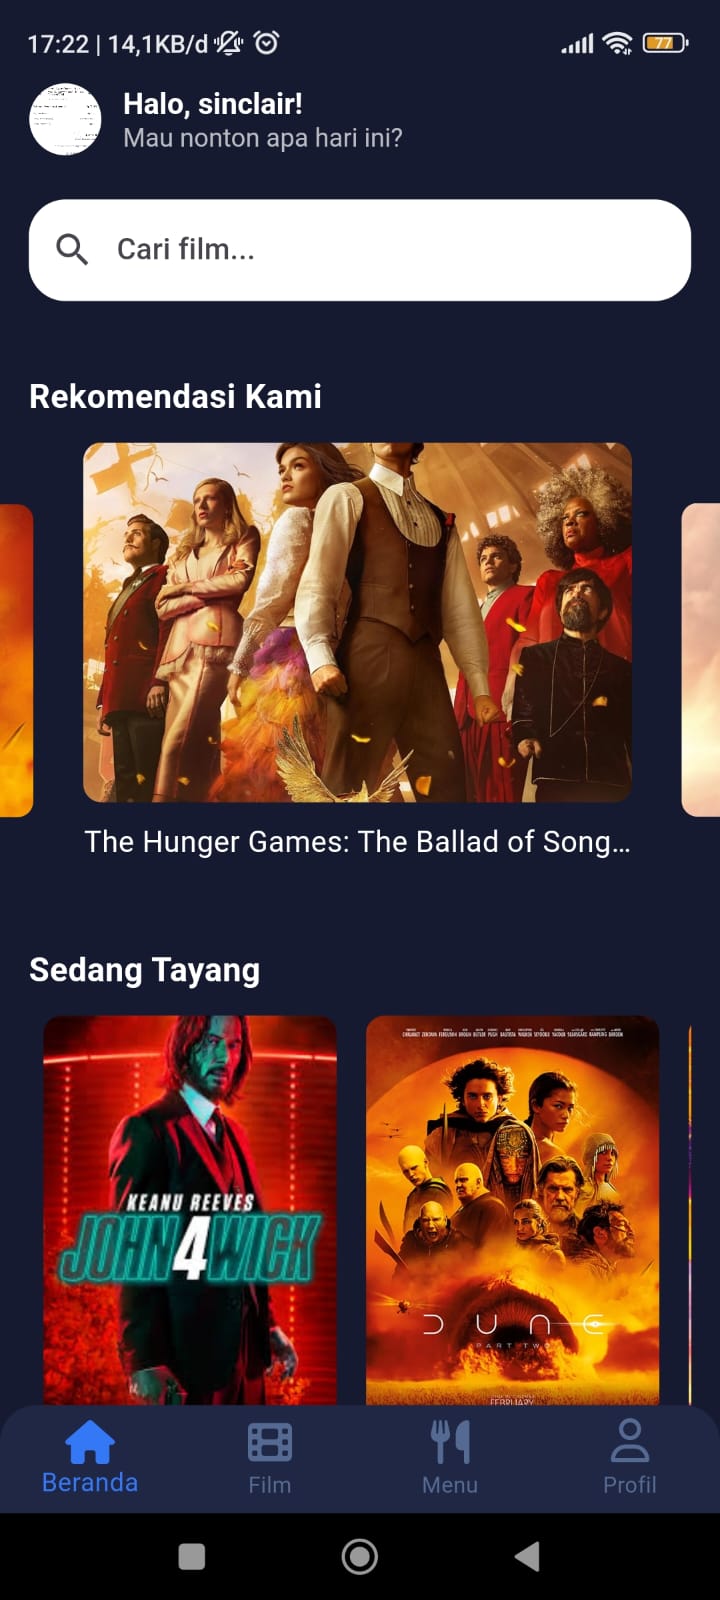 17:22 | 14,1KB/d
77
Halo, sinclair!
Mau nonton apa hari ini?
Cari film...
Rekomendasi Kami
The Hunger Games: The Ballad of Song...
Sedang Tayang
KEANU REEVES
JOHN 4 WICK
DUNE
PART TWO
FEBRUARY
Beranda
Film
Menu
Profil